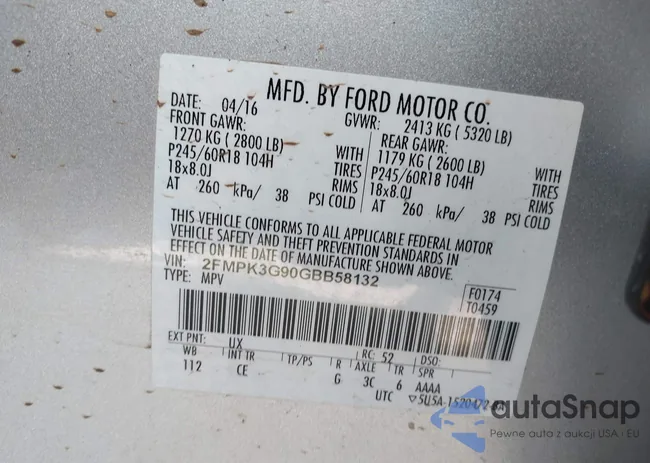 MFD. BY FORD MOTOR CO.
DATE: 04/16 GVWR: 2413 KG ( 5320 LB)
FRONT GAWR: REAR GAWR:
1270 KG ( 2800 LB) WITH 1179 KG ( 2600 LB) WITH
P245/60R18 104H TIRES P245/60R18 104H TIRES
18x8.0J RIMS 18x8.0J RIMS
AT 260 kPa/ 38 PSI COLD AT 260 kPa/ 38 PSI COLD
THIS VEHICLE CONFORMS TO ALL APPLICABLE FEDERAL MOTOR
VEHICLE SAFETY AND THEFT PREVENTION STANDARDS IN
EFFECT ON THE DATE OF MANUFACTURE SHOWN ABOVE.
VIN: 2FMPK3G90GBB58132
TYPE: MPV
F0174
T0459
EXT PNT: UX RC: 52 DSO:
WB INT TR TP/PS R AXLE TR SPR
112 CE G 3C 6 AAAA
UTC
autaSnap
Pewne auto z aukcji USA - EU